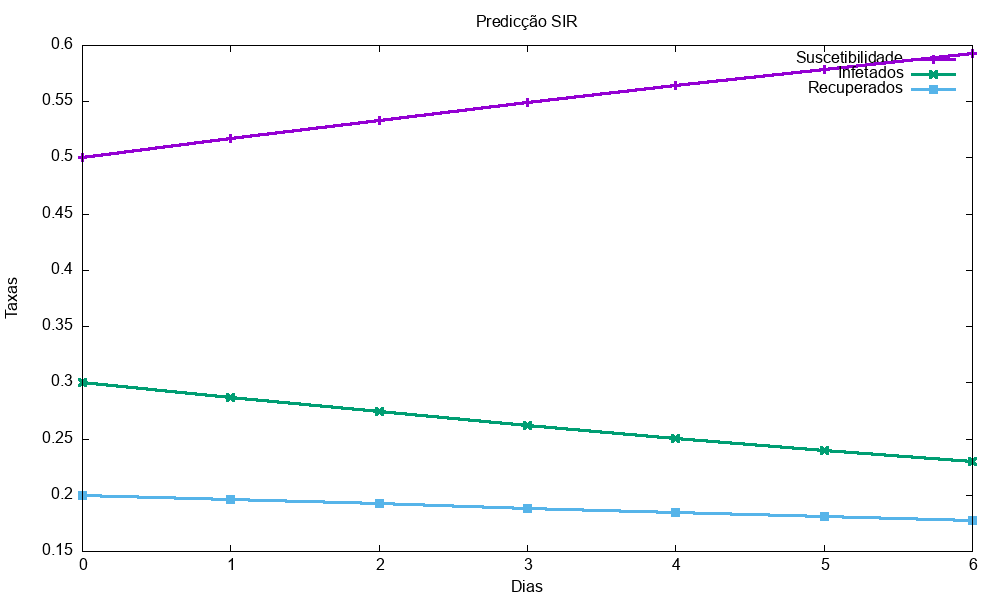 Predicção SIR
0.6
0.55
0.5
0.45
0.4
0.35
0.3
0.25
0.2
0.15
Taxas
Suscetibilidade
Infetados
Recuperados
0 1 2 3 4 5 6
Dias